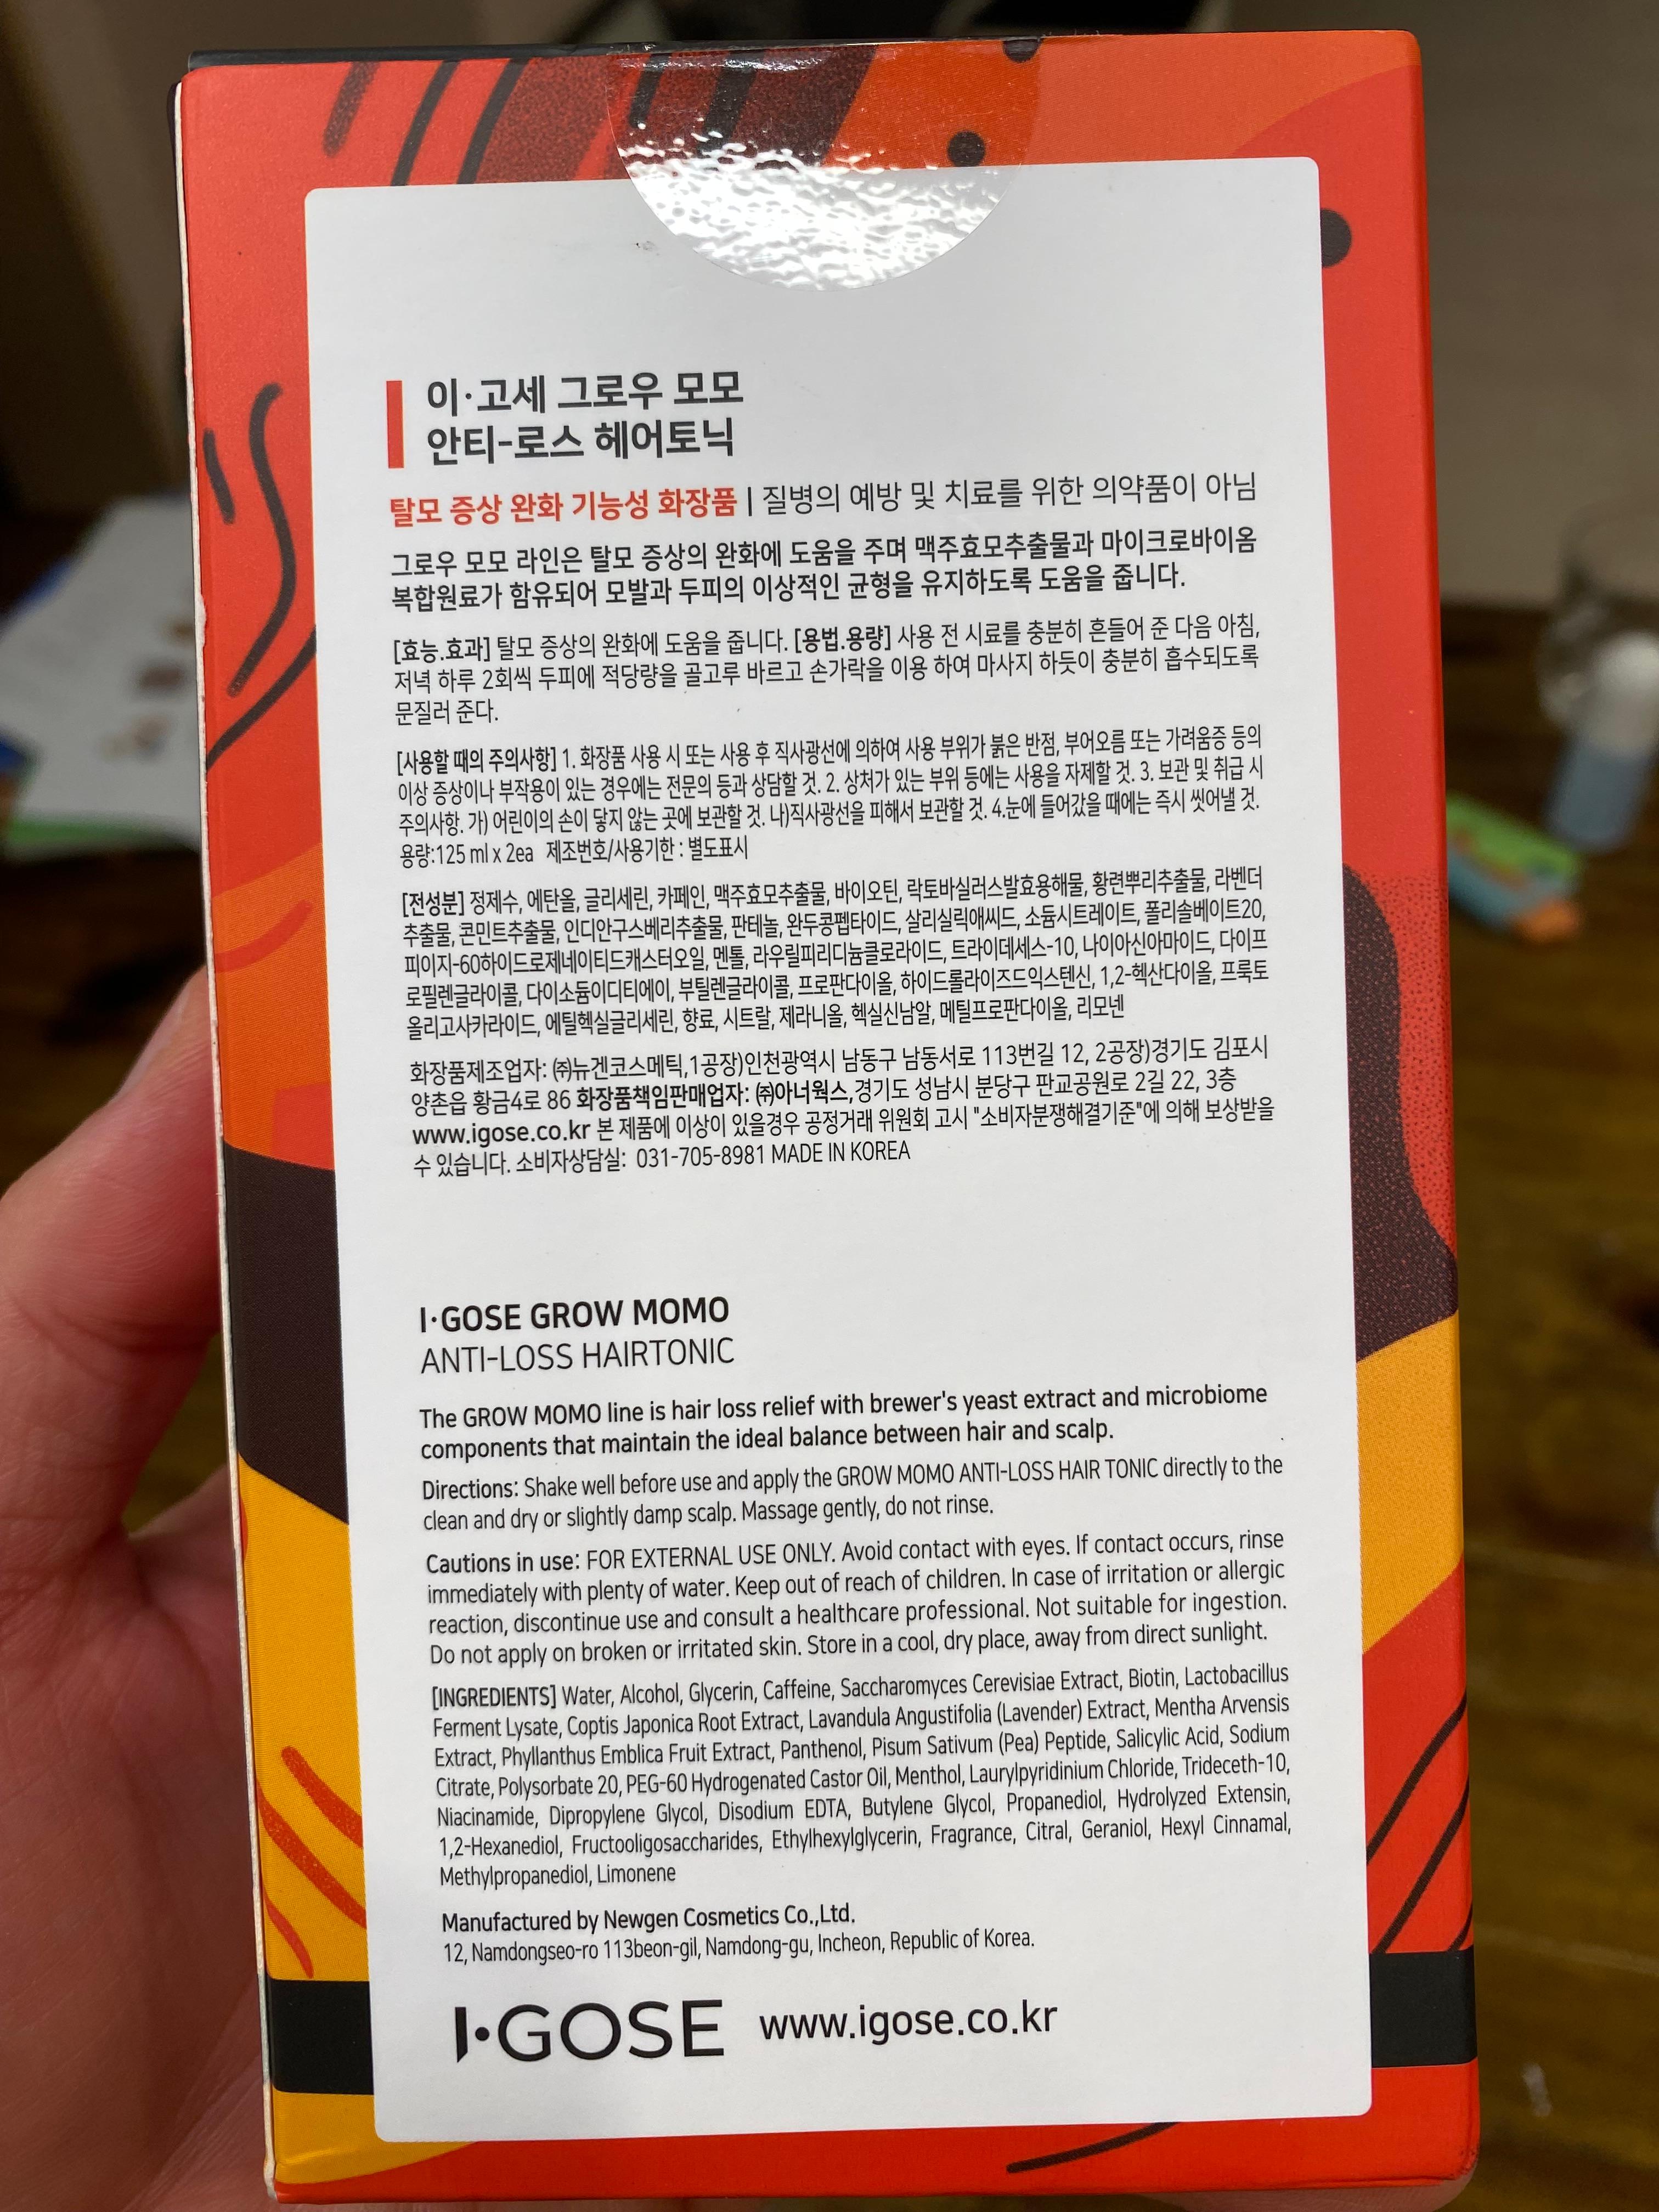 이·고세 그로우 모모
안티-로스 헤어토닉
탈모 증상 완화 기능성 화장품 | 질병의 예방 및 치료를 위한 의약품이 아님
그로우 모모 라인은 탈모 증상의 완화에 도움을 주며 맥주효모추출물과 마이크로바이옴
복합원료가 함유되어 모발과 두피의 이상적인 균형을 유지하도록 도움을 줍니다.
[효능.효과] 탈모 증상의 완화에 도움을 줍니다. [용법.용량] 사용 전 시료를 충분히 흔들어 준 다음 아침,
저녁 하루 2회씩 두피에 적당량을 골고루 바르고 손가락을 이용 하여 마사지 하듯이 충분히 흡수되도록
문질러 준다.
[사용할 때의 주의사항] 1. 화장품 사용 시 또는 사용 후 직사광선에 의하여 사용 부위가 붉은 반점, 부어오름 또는 가려움증 등의
이상 증상이나 부작용이 있는 경우에는 전문의 등과 상담할 것. 2. 상처가 있는 부위 등에는 사용을 자제할 것. 3. 보관 및 취급 시
주의사항. 가) 어린이의 손이 닿지 않는 곳에 보관할 것. 나)직사광선을 피해서 보관할 것. 4.눈에 들어갔을 때에는 즉시 씻어낼 것.
용량:125 ml x 2ea 제조번호/사용기한 : 별도표시
[전성분] 정제수, 에탄올, 글리세린, 카페인, 맥주효모추출물, 바이오틴, 락토바실러스발효용해물, 황련뿌리추출물, 라벤더
추출물, 콘민트추출물, 인디안구스베리추출물, 판테놀, 완두콩펩타이드, 살리실릭애씨드, 소듐시트레이트, 폴리솔베이트20,
피이지-60하이드로제네이티드캐스터오일, 멘톨, 라우릴피리디늄클로라이드, 트라이데세스-10, 나이아신아마이드, 다이프
로필렌글라이콜, 다이소듐이디티에이, 부틸렌글라이콜, 프로판다이올, 하이드롤라이즈드익스텐신, 1,2-헥산다이올, 프룩토
올리고사카라이드, 에틸헥실글리세린, 향료, 시트랄, 제라니올, 헥실신남알, 메틸프로판다이올, 리모넨
화장품제조업자: ㈜뉴겐코스메틱,1공장)인천광역시 남동구 남동서로 113번길 12, 2공장)경기도 김포시
양촌읍 황금4로 86 화장품책임판매업자: ㈜아너웍스,경기도 성남시 분당구 판교공원로 2길 22, 3층
www.igose.co.kr 본 제품에 이상이 있을경우 공정거래 위원회 고시 "소비자분쟁해결기준"에 의해 보상받을
수 있습니다. 소비자상담실: 031-705-8981 MADE IN KOREA
I·GOSE GROW MOMO
ANTI-LOSS HAIRTONIC
The GROW MOMO line is hair loss relief with brewer's yeast extract and microbiome
components that maintain the ideal balance between hair and scalp.
Directions: Shake well before use and apply the GROW MOMO ANTI-LOSS HAIR TONIC directly to the
clean and dry or slightly damp scalp. Massage gently, do not rinse.
Cautions in use: FOR EXTERNAL USE ONLY. Avoid contact with eyes. If contact occurs, rinse
immediately with plenty of water. Keep out of reach of children. In case of irritation or allergic
reaction, discontinue use and consult a healthcare professional. Not suitable for ingestion.
Do not apply on broken or irritated skin. Store in a cool, dry place, away from direct sunlight.
[INGREDIENTS] Water, Alcohol, Glycerin, Caffeine, Saccharomyces Cerevisiae Extract, Biotin, Lactobacillus
Ferment Lysate, Coptis Japonica Root Extract, Lavandula Angustifolia (Lavender) Extract, Mentha Arvensis
Extract, Phyllanthus Emblica Fruit Extract, Panthenol, Pisum Sativum (Pea) Peptide, Salicylic Acid, Sodium
Citrate, Polysorbate 20, PEG-60 Hydrogenated Castor Oil, Menthol, Laurylpyridinium Chloride, Trideceth-10,
Niacinamide, Dipropylene Glycol, Disodium EDTA, Butylene Glycol, Propanediol, Hydrolyzed Extensin,
1,2-Hexanediol, Fructooligosaccharides, Ethylhexylglycerin, Fragrance, Citral, Geraniol, Hexyl Cinnamal,
Methylpropanediol, Limonene
Manufactured by Newgen Cosmetics Co.,Ltd.
12, Namdongseo-ro 113beon-gil, Namdong-gu, Incheon, Republic of Korea.
I·GOSE www.igose.co.kr